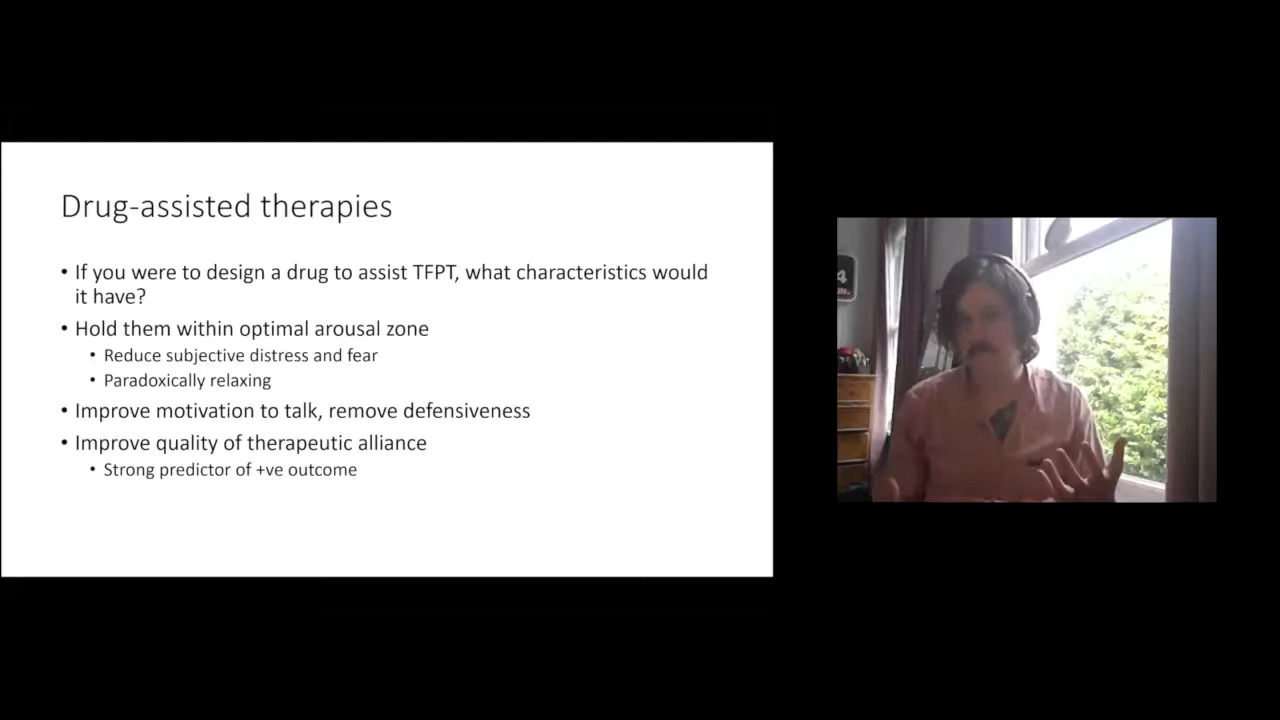 Drug-assisted therapies
• If you were to design a drug to assist TFPT, what characteristics would
it have?
• Hold them within optimal arousal zone
• Reduce subjective distress and fear
• Paradoxically relaxing
• Improve motivation to talk, remove defensiveness
• Improve quality of therapeutic alliance
• Strong predictor of +ve outcome
4